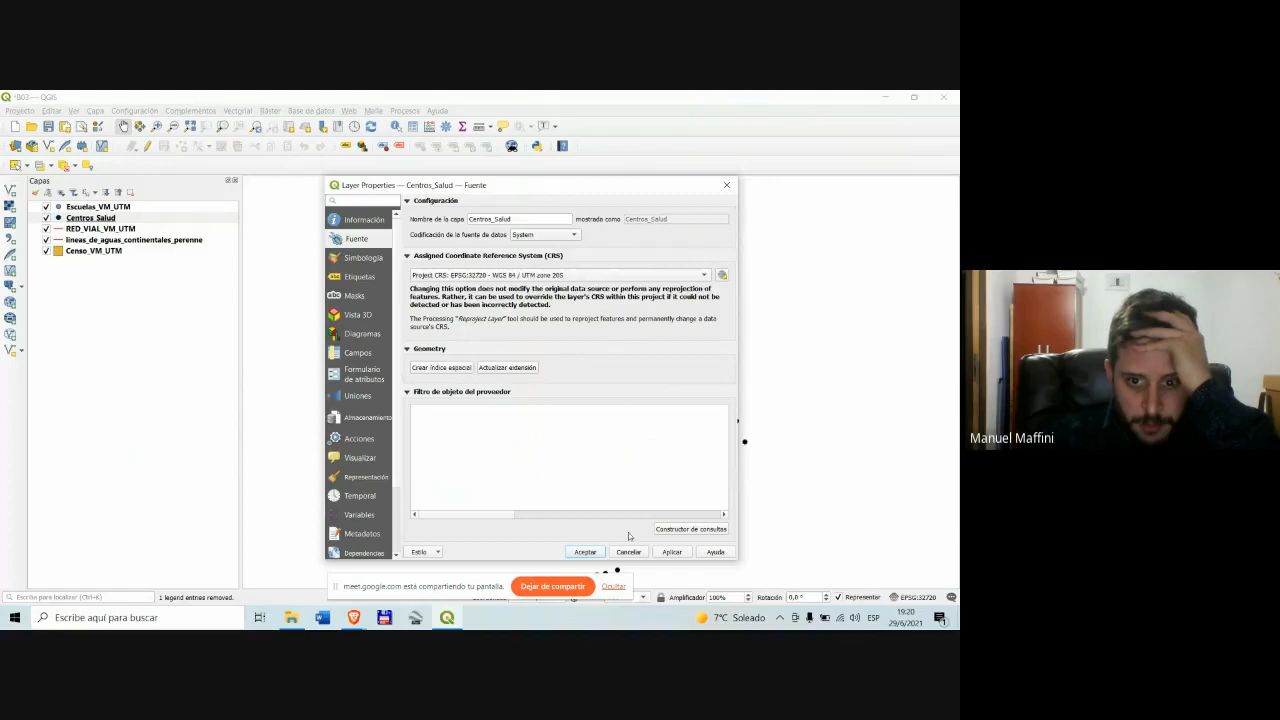 *B03 — QGIS
Proyecto Editar Ver Capa Configuración Complementos Vectorial Ráster Base de datos Web Malla Procesos Ayuda
Capas
Escuelas_VM_UTM
Centros_Salud
RED_VIAL_VM_UTM
lineas_de_aguas_continentales_perenne
Censo_VM_UTM
Layer Properties — Centros_Salud — Fuente
Información
Fuente
Simbología
Etiquetas
Masks
Vista 3D
Diagramas
Campos
Formulario
de atributos
Uniones
Almacenamiento
Acciones
Visualizar
Representación
Temporal
Variables
Metadatos
Dependencias
Configuración
Nombre de la capa Centros_Salud mostrada como Centros_Salud
Codificación de la fuente de datos System
Assigned Coordinate Reference System (CRS)
Project CRS: EPSG:32720 - WGS 84 / UTM zone 20S
Changing this option does not modify the original data source or perform any reprojection of
features. Rather, it can be used to override the layer's CRS within this project if it could not be
detected or has been incorrectly detected.
The Processing "Reproject Layer" tool should be used to reproject features and permanently change a data
source's CRS.
Geometry
Crear índice espacial Actualizar extensión
Filtro de objeto del proveedor
Constructor de consultas
Estilo Aceptar Cancelar Aplicar Ayuda
meet.google.com está compartiendo tu pantalla. Dejar de compartir Ocultar
Escriba para localizar (Ctrl+K) 1 legend entries removed. Amplificador 100% Rotación 0,0 ° Representar EPSG:32720
Escribe aquí para buscar 7°C Soleado ESP 19:20
29/6/2021
Manuel Maffini